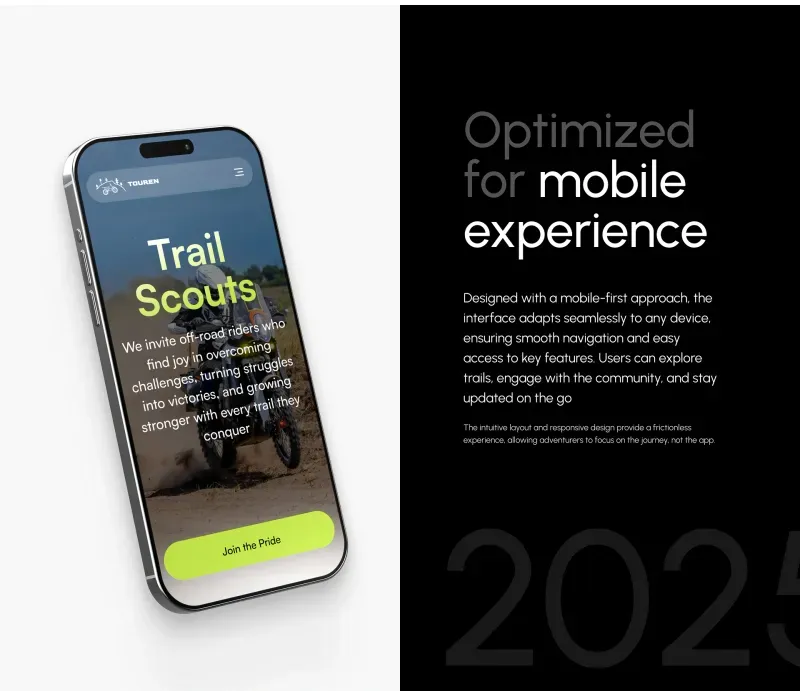 TOUREN
Trail
Scouts
We invite off-road riders who
find joy in overcoming
challenges, turning struggles
into victories, and growing
stronger with every trail they
conquer
Join the Pride
Optimized
for mobile
experience
Designed with a mobile-first approach, the
interface adapts seamlessly to any device,
ensuring smooth navigation and easy
access to key features. Users can explore
trails, engage with the community, and stay
updated on the go
The intuitive layout and responsive design provide a frictionless
experience, allowing adventurers to focus on the journey, not the app.
2025